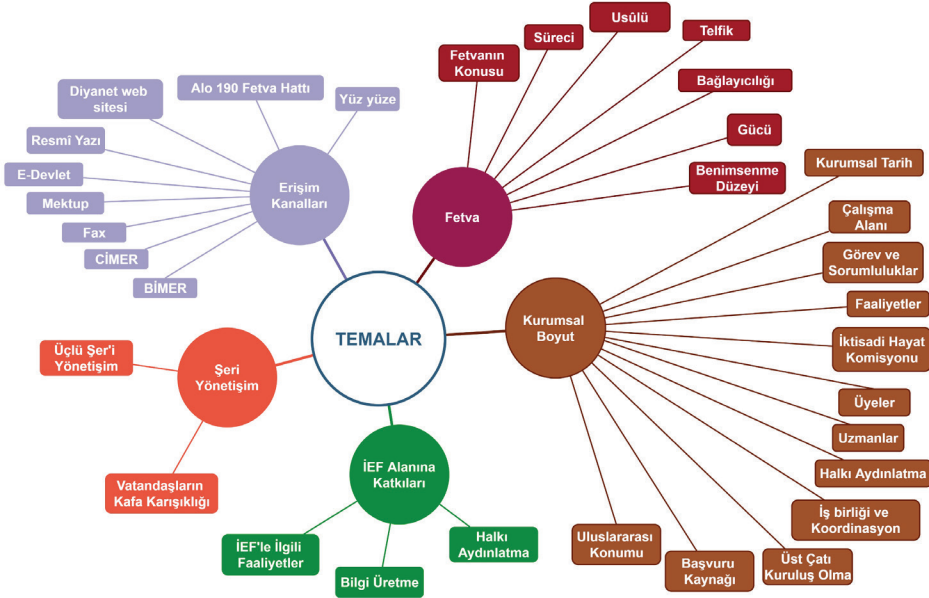 TEMALAR
Erişim
Kanalları
Yüz yüze
Alo 190 Fetva Hattı
Diyanet web
sitesi
Resmî Yazı
E-Devlet
Mektup
Fax
CİMER
BİMER
Fetva
Fetvanın
Konusu
Süreci
Usûlü
Telfik
Bağlayıcılığı
Gücü
Benimsenme
Düzeyi
Kurumsal
Boyut
Kurumsal Tarih
Çalışma
Alanı
Görev ve
Sorumluluklar
Faaliyetler
İktisadi Hayat
Komisyonu
Üyeler
Uzmanlar
Halkı Aydınlatma
İş birliği ve
Koordinasyon
Üst Çatı
Kuruluş Olma
Başvuru
Kaynağı
Uluslararası
Konumu
İEF Alanına
Katkıları
Halkı
Aydınlatma
Bilgi Üretme
İEF'le İlgili
Faaliyetler
Şeri
Yönetişim
Üçlü Şer'i
Yönetişim
Vatandaşların
Kafa Karışıklığı